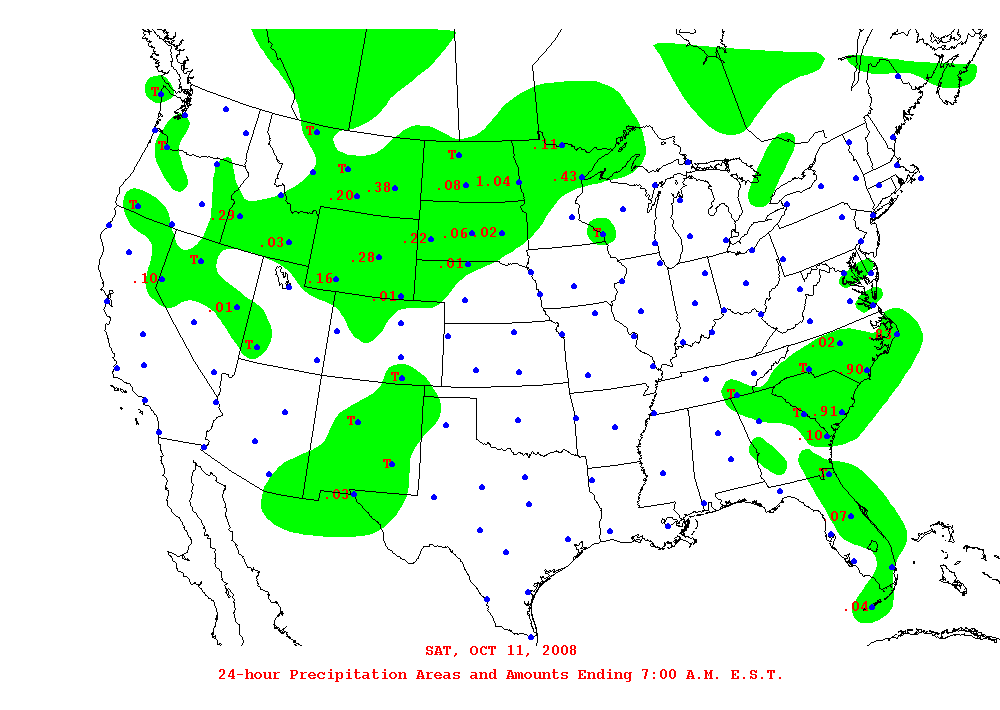 T
T
.11
T
T
T
.43
.38
.08
1.04
.20
T
.29
.22
.06
.02
T
.03
.28
T
.01
.10
.16
.01
.01
.83
.02
T
T
.90
T
T
T
.91
T
.10
T
T
.03
.07
.04
SAT, OCT 11, 2008
24-hour Precipitation Areas and Amounts Ending 7:00 A.M. E.S.T.